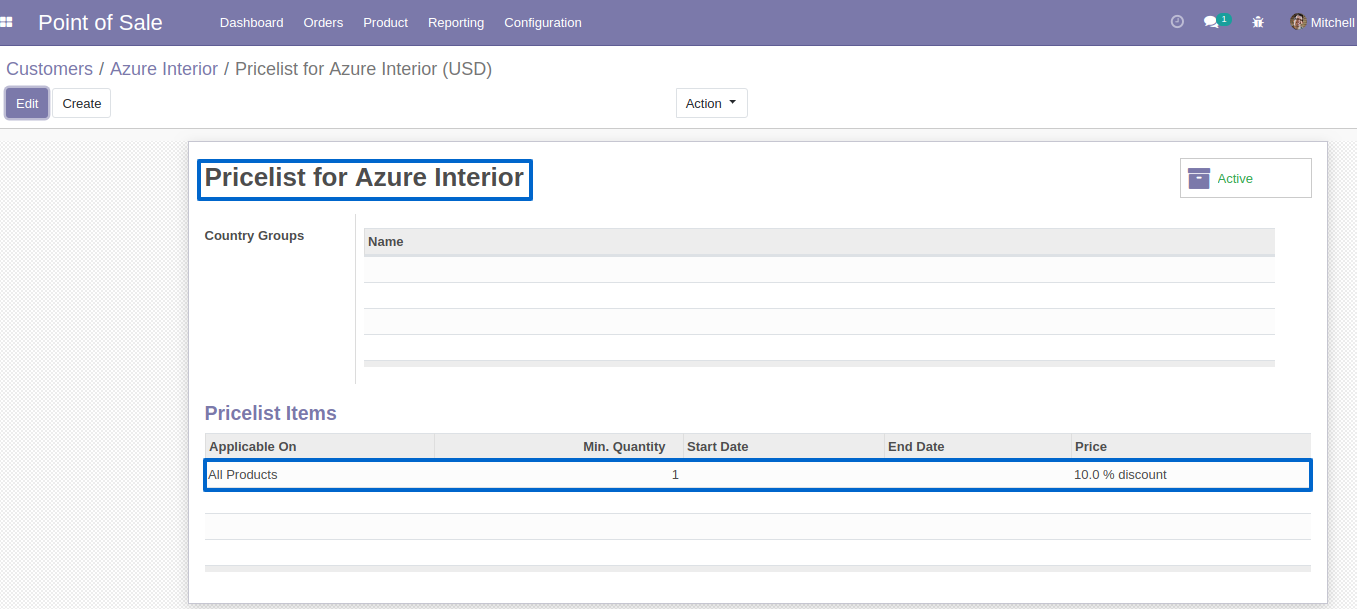 Point of Sale Dashboard Orders Product Reporting Configuration 1 Mitchell
Customers / Azure Interior / Pricelist for Azure Interior (USD)
Edit Create Action
Pricelist for Azure Interior
Active
Country Groups
Name
Pricelist Items
Applicable On Min. Quantity Start Date End Date Price
All Products 1 10.0 % discount